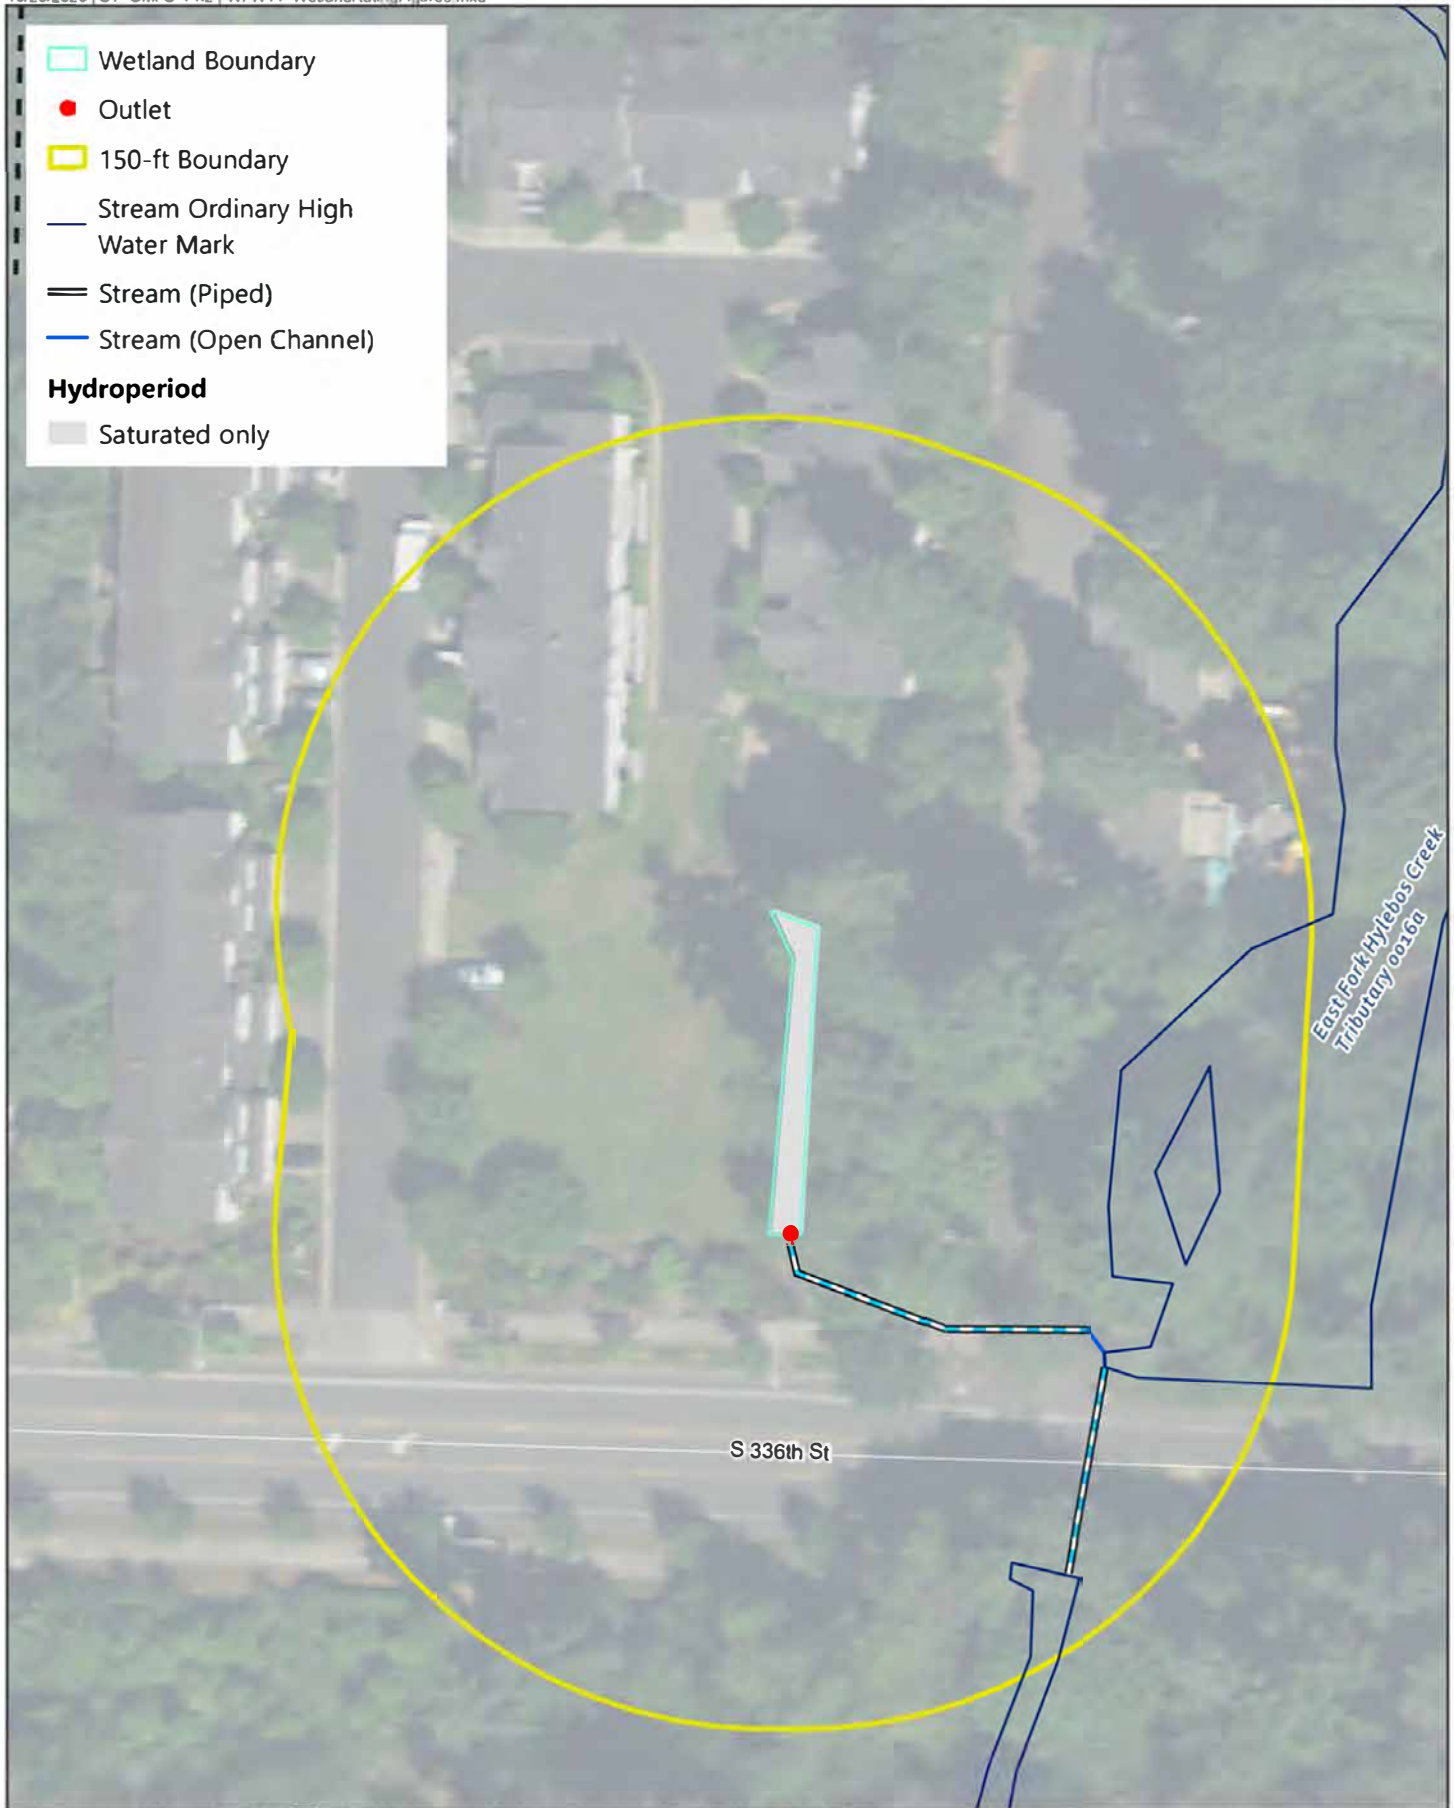 Wetland Boundary
Outlet
150-ft Boundary
Stream Ordinary High
Water Mark
Stream (Piped)
Stream (Open Channel)
Hydroperiod
Saturated only
East Fork Hylebos Creek
Tributary 0016a
S 336th St